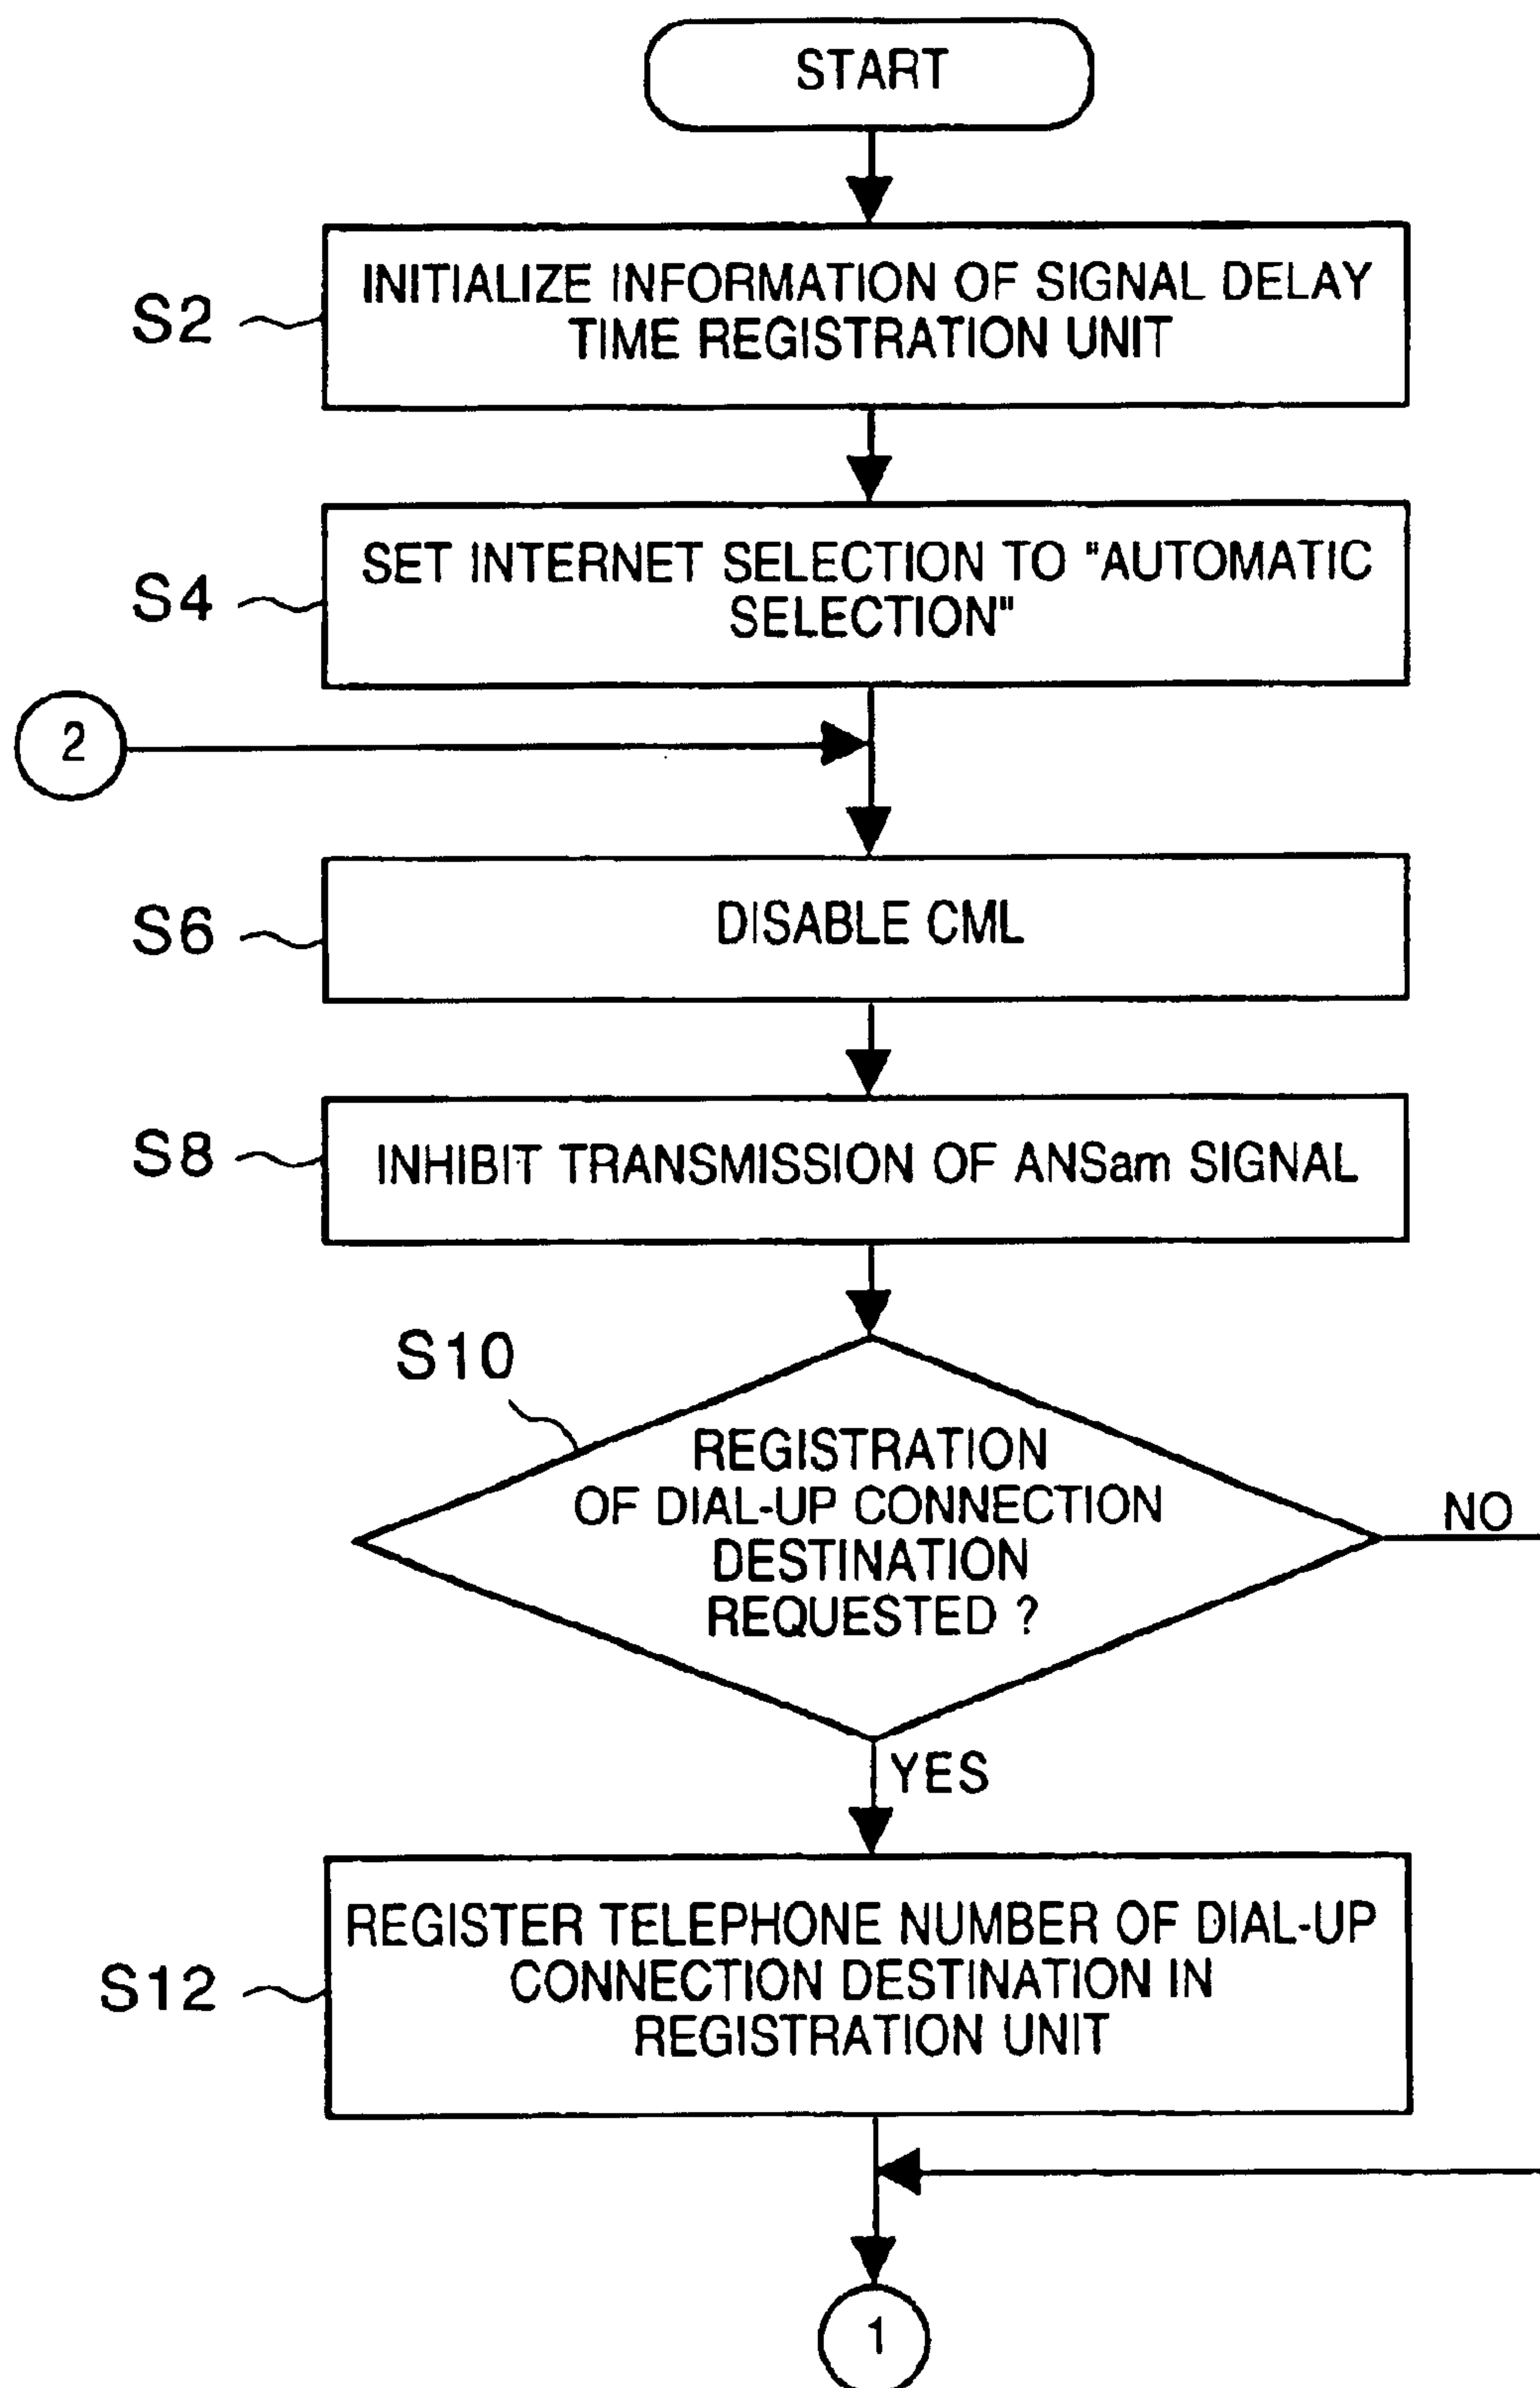 START
S2
INITIALIZE INFORMATION OF SIGNAL DELAY
TIME REGISTRATION UNIT
S4
SET INTERNET SELECTION TO "AUTOMATIC
SELECTION"
2
S6
DISABLE CML
S8
INHIBIT TRANSMISSION OF ANSam SIGNAL
S10
REGISTRATION
OF DIAL-UP CONNECTION
DESTINATION
REQUESTED ?
NO
YES
S12
REGISTER TELEPHONE NUMBER OF DIAL-UP
CONNECTION DESTINATION IN
REGISTRATION UNIT
1